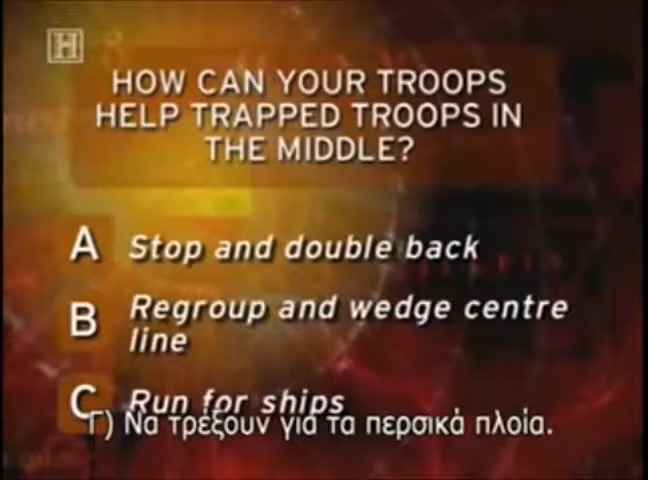 H
HOW CAN YOUR TROOPS
HELP TRAPPED TROOPS IN
THE MIDDLE?
A Stop and double back
B Regroup and wedge centre
line
C Run for ships
Γ) Να τρέξουν για τα περσικά πλοία.